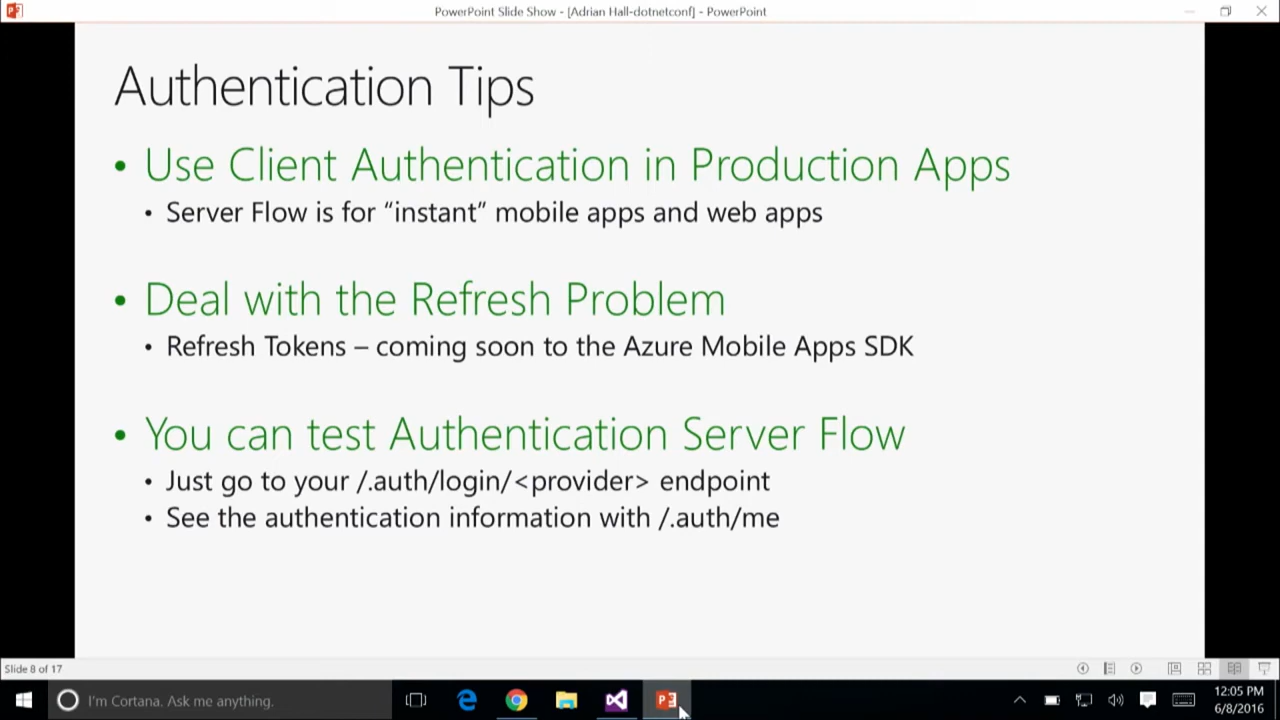 PowerPoint Slide Show - [Adrian Hall-dotnetconf] - PowerPoint
Authentication Tips
• Use Client Authentication in Production Apps
• Server Flow is for “instant” mobile apps and web apps
• Deal with the Refresh Problem
• Refresh Tokens – coming soon to the Azure Mobile Apps SDK
• You can test Authentication Server Flow
• Just go to your /.auth/login/<provider> endpoint
• See the authentication information with /.auth/me
Slide 8 of 17
I'm Cortana. Ask me anything.
12:05 PM
6/8/2016